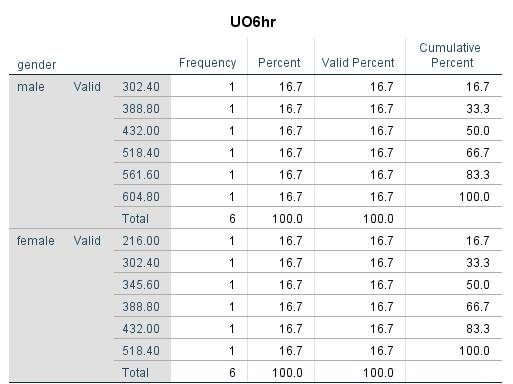 UO6hr
Cumulative
gender Frequency Percent Valid Percent Percent
male Valid 302.40 1 16.7 16.7 16.7
388.80 1 16.7 16.7 33.3
432.00 1 16.7 16.7 50.0
518.40 1 16.7 16.7 66.7
561.60 1 16.7 16.7 83.3
604.80 1 16.7 16.7 100.0
Total 6 100.0 100.0
female Valid 216.00 1 16.7 16.7 16.7
302.40 1 16.7 16.7 33.3
345.60 1 16.7 16.7 50.0
388.80 1 16.7 16.7 66.7
432.00 1 16.7 16.7 83.3
518.40 1 16.7 16.7 100.0
Total 6 100.0 100.0